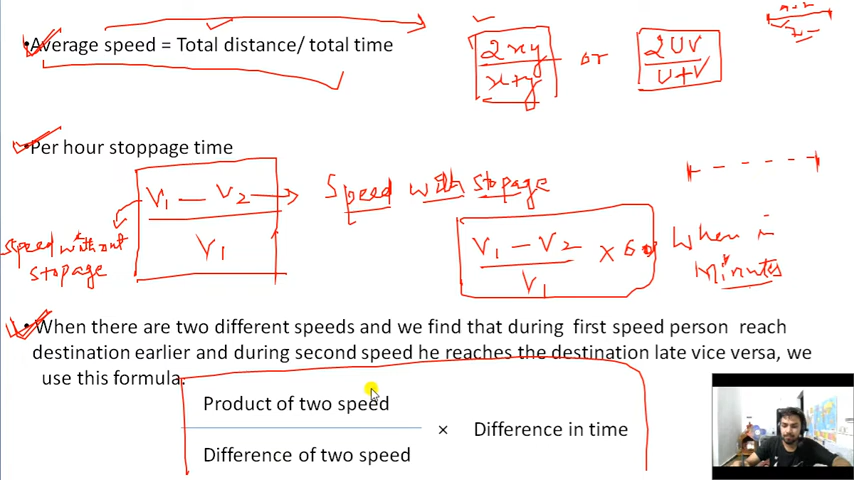 •Average speed = Total distance/ total time
2xy
x+y
or
2UV
U+V
•Per hour stoppage time
V1 - V2
V1
Speed with stopage
Speed without
stopage
V1 - V2
V1
× 60
When in
Minutes
• When there are two different speeds and we find that during first speed person reach
destination earlier and during second speed he reaches the destination late vice versa, we
use this formula.
Product of two speed
Difference of two speed
× Difference in time